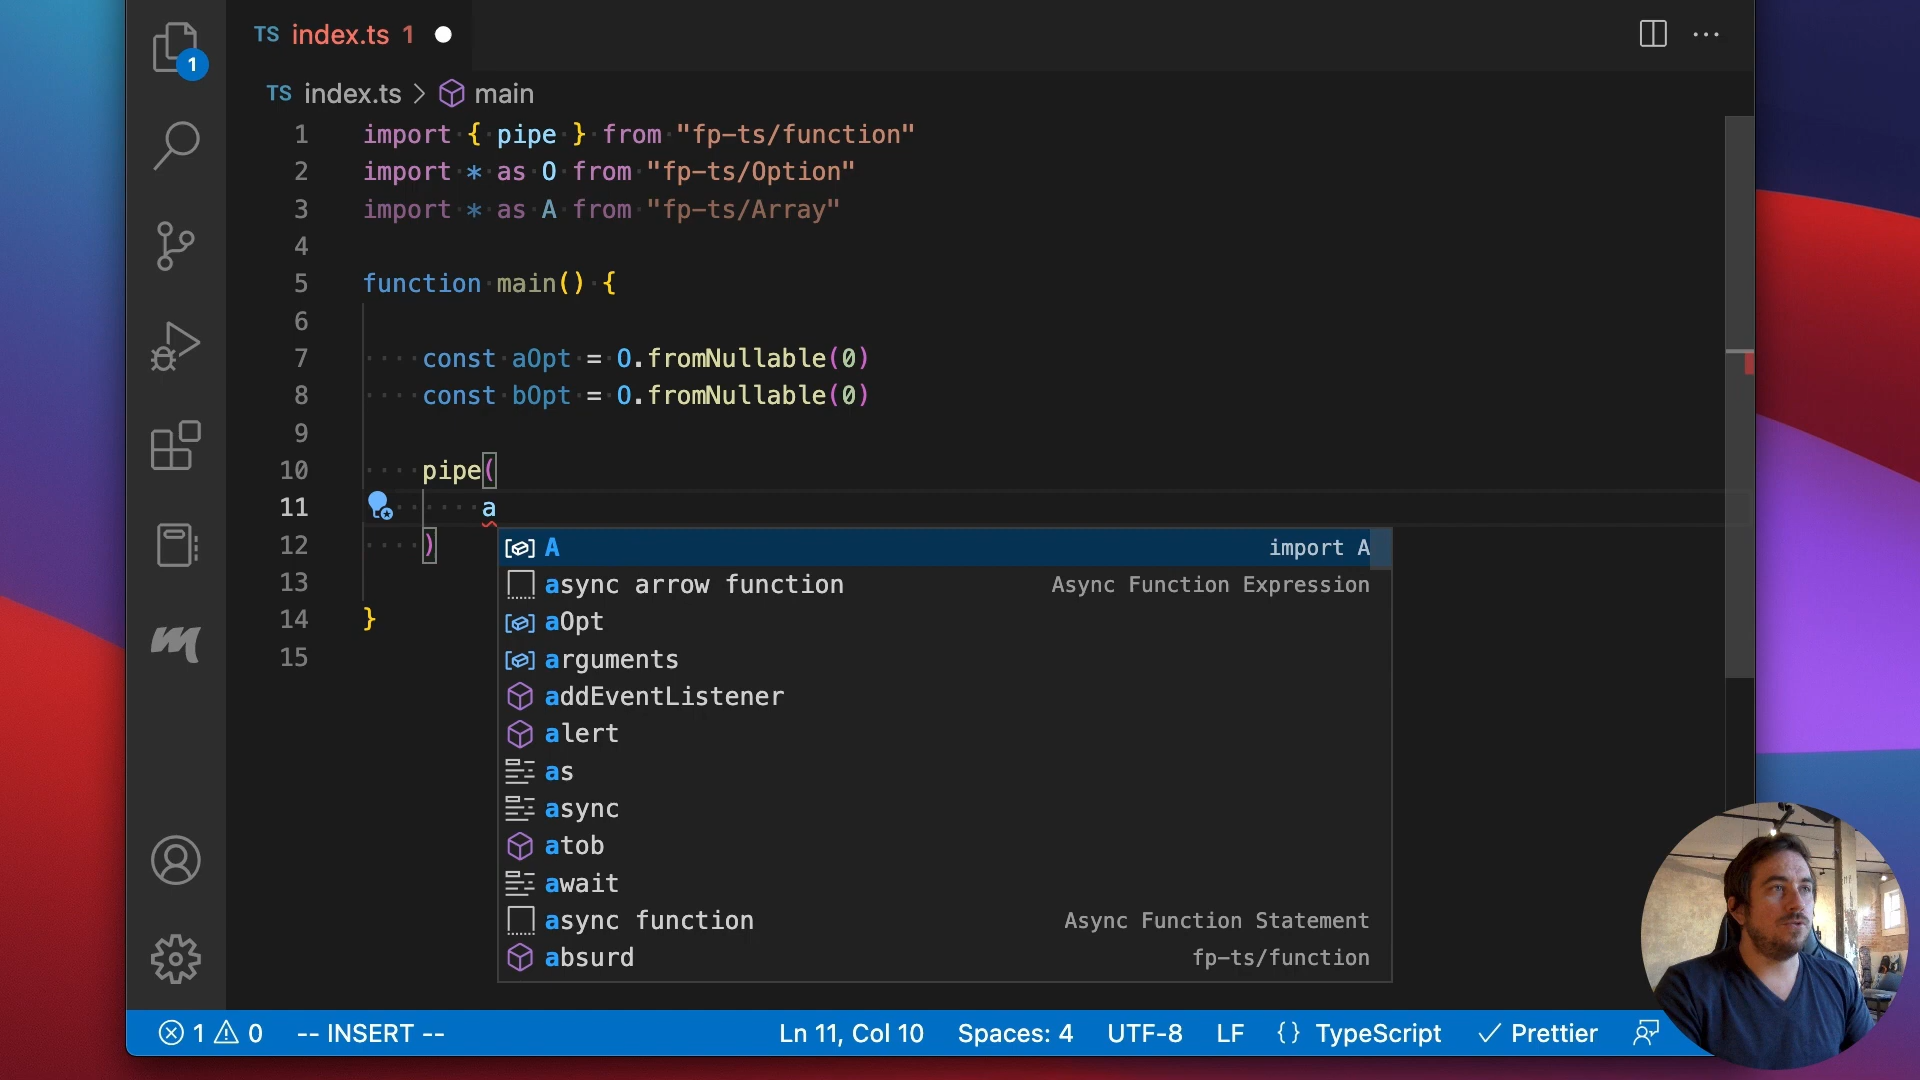 TS index.ts 1
1
TS index.ts > main
1 import { pipe } from "fp-ts/function"
2 import * as O from "fp-ts/Option"
3 import * as A from "fp-ts/Array"
4
5 function main() {
6
7 const aOpt = O.fromNullable(0)
8 const bOpt = O.fromNullable(0)
9
10 pipe(
11 a
12 )
13
14 }
15
A import A
async arrow function Async Function Expression
aOpt
arguments
addEventListener
alert
as
async
atob
await
async function Async Function Statement
absurd fp-ts/function
1 0 -- INSERT -- Ln 11, Col 10 Spaces: 4 UTF-8 LF {} TypeScript ✓ Prettier